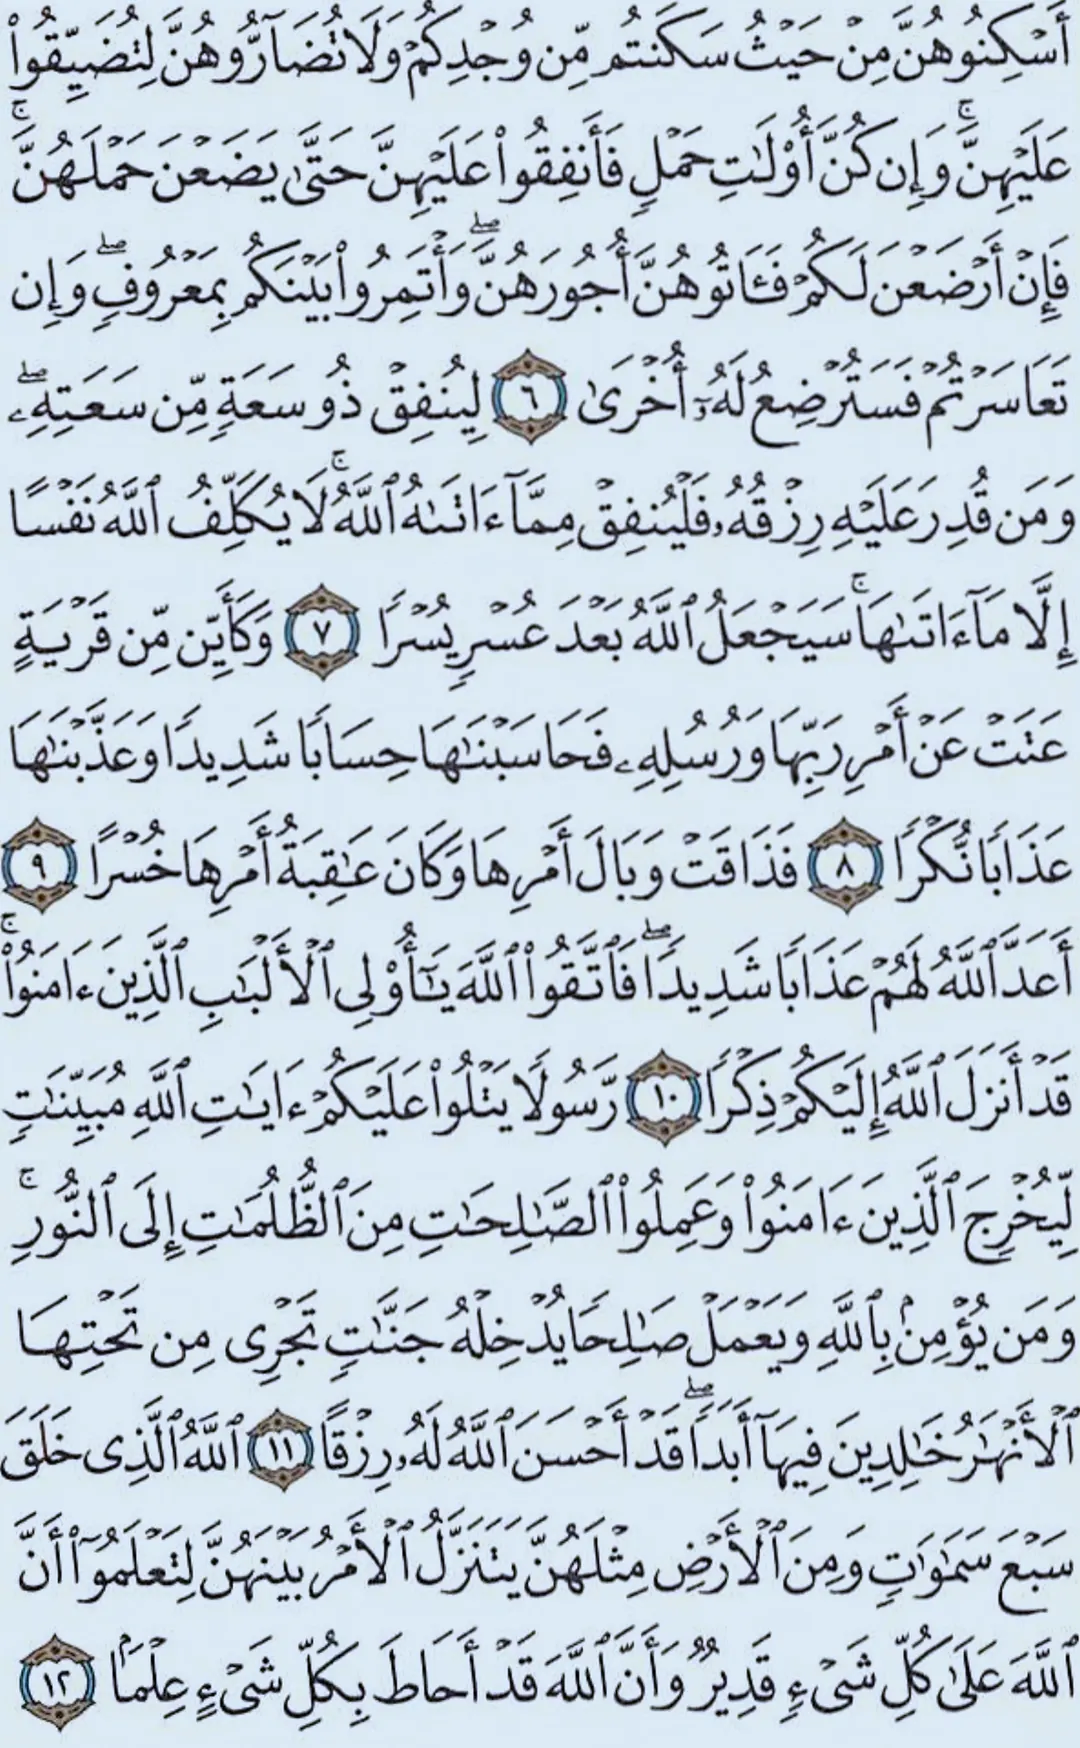 أَسْكِنُوهُنَّ مِنْ حَيْثُ سَكَنتُم مِّن وُجْدِكُمْ وَلَا تُضَآرُّوهُنَّ لِتُضَيِّقُوا۟
عَلَيْهِنَّ ۚ وَإِن كُنَّ أُو۟لَـٰتِ حَمْلٍ فَأَنفِقُوا۟ عَلَيْهِنَّ حَتَّىٰ يَضَعْنَ حَمْلَهُنَّ ۚ
فَإِنْ أَرْضَعْنَ لَكُمْ فَـَٔاتُوهُنَّ أُجُورَهُنَّ ۖ وَأْتَمِرُوا۟ بَيْنَكُم بِمَعْرُوفٍ ۖ وَإِن
تَعَاسَرْتُمْ فَسَتُرْضِعُ لَهُۥٓ أُخْرَىٰ ٦ لِيُنفِقْ ذُو سَعَةٍ مِّن سَعَتِهِۦ ۖ
وَمَن قُدِرَ عَلَيْهِ رِزْقُهُۥ فَلْيُنفِقْ مِمَّآ ءَاتَىٰهُ ٱللَّهُ ۚ لَا يُكَلِّفُ ٱللَّهُ نَفْسًا
إِلَّا مَآ ءَاتَىٰهَا ۚ سَيَجْعَلُ ٱللَّهُ بَعْدَ عُسْرٍ يُسْرًا ٧ وَكَأَيِّن مِّن قَرْيَةٍ
عَتَتْ عَنْ أَمْرِ رَبِّهَا وَرُسُلِهِۦ فَحَاسَبْنَـٰهَا حِسَابًا شَدِيدًا وَعَذَّبْنَـٰهَا
عَذَابًا نُّكْرًا ٨ فَذَاقَتْ وَبَالَ أَمْرِهَا وَكَانَ عَـٰقِبَةُ أَمْرِهَا خُسْرًا ٩
أَعَدَّ ٱللَّهُ لَهُمْ عَذَابًا شَدِيدًا ۖ فَٱتَّقُوا۟ ٱللَّهَ يَـٰٓأُو۟لِى ٱلْأَلْبَـٰبِ ٱلَّذِينَ ءَامَنُوا۟ ۚ
قَدْ أَنزَلَ ٱللَّهُ إِلَيْكُمْ ذِكْرًا ١٠ رَّسُولًا يَتْلُوا۟ عَلَيْكُمْ ءَايَـٰتِ ٱللَّهِ مُبَيِّنَـٰتٍ
لِّيُخْرِجَ ٱلَّذِينَ ءَامَنُوا۟ وَعَمِلُوا۟ ٱلصَّـٰلِحَـٰتِ مِنَ ٱلظُّلُمَـٰتِ إِلَى ٱلنُّورِ ۚ
وَمَن يُؤْمِنۢ بِٱللَّهِ وَيَعْمَلْ صَـٰلِحًا يُدْخِلْهُ جَنَّـٰتٍ تَجْرِى مِن تَحْتِهَا
ٱلْأَنْهَـٰرُ خَـٰلِدِينَ فِيهَآ أَبَدًا ۖ قَدْ أَحْسَنَ ٱللَّهُ لَهُۥ رِزْقًا ١١ ٱللَّهُ ٱلَّذِى خَلَقَ
سَبْعَ سَمَـٰوَٰتٍ وَمِنَ ٱلْأَرْضِ مِثْلَهُنَّ يَتَنَزَّلُ ٱلْأَمْرُ بَيْنَهُنَّ لِتَعْلَمُوٓا۟ أَنَّ
ٱللَّهَ عَلَىٰ كُلِّ شَىْءٍ قَدِيرٌ وَأَنَّ ٱللَّهَ قَدْ أَحَاطَ بِكُلِّ شَىْءٍ عِلْمًۢا ١٢